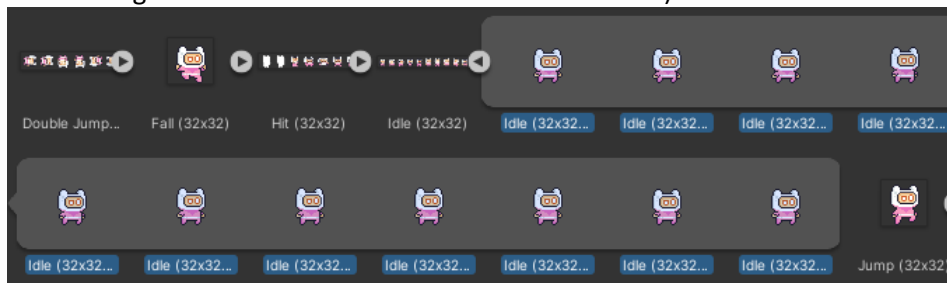 Double Jump... Fall (32x32) Hit (32x32) Idle (32x32) Idle (32x32... Idle (32x32... Idle (32x32... Idle (32x32...
Idle (32x32... Idle (32x32... Idle (32x32... Idle (32x32... Idle (32x32... Idle (32x32... Idle (32x32... Jump (32x32)